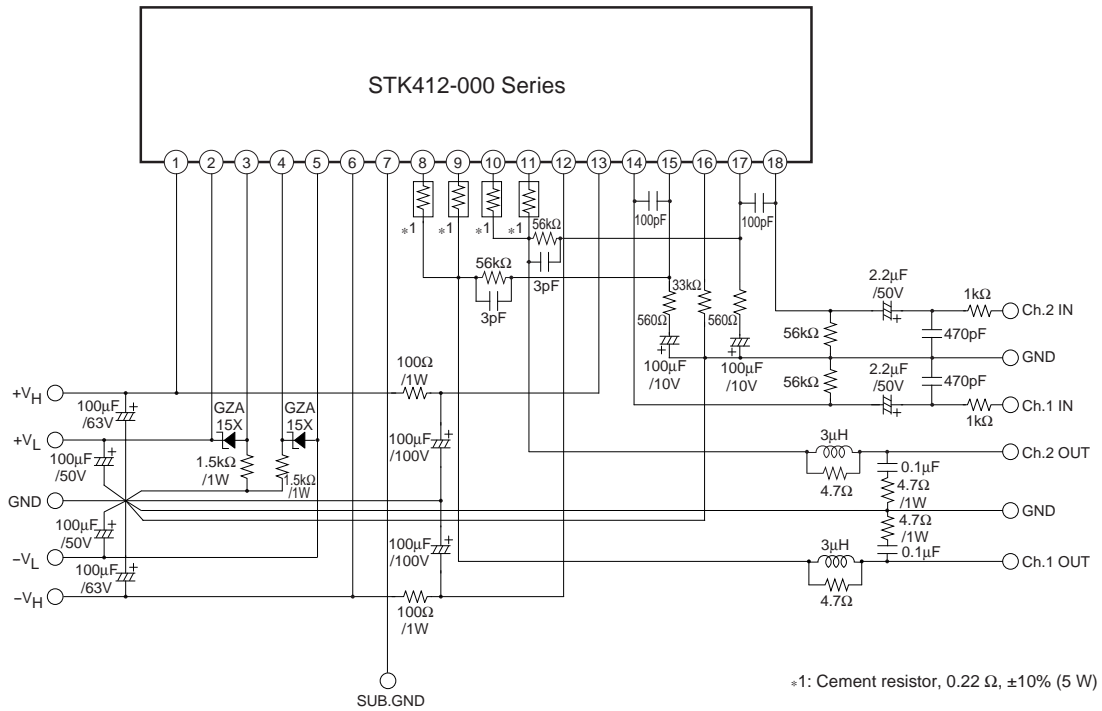 STK412-000 Series
1 2 3 4 5 6 7 8 9 10 11 12 13 14 15 16 17 18
*1 *1 *1 *1
100pF
100pF
56kΩ
3pF
56kΩ
3pF
33kΩ
560Ω
560Ω
100µF
/10V
100µF
/10V
2.2µF
/50V
1kΩ
Ch.2 IN
56kΩ
470pF
GND
56kΩ
2.2µF
/50V
470pF
1kΩ
Ch.1 IN
+VH
100µF
/63V
GZA
15X
GZA
15X
100Ω
/1W
+VL
100µF
/50V
1.5kΩ
/1W
1.5kΩ
/1W
100µF
/100V
3µH
4.7Ω
Ch.2 OUT
0.1µF
4.7Ω
/1W
GND
GND
100µF
/50V
100µF
/100V
4.7Ω
/1W
0.1µF
3µH
4.7Ω
Ch.1 OUT
−VL
100µF
/63V
−VH
100Ω
/1W
SUB.GND
*1: Cement resistor, 0.22 Ω, ±10% (5 W)